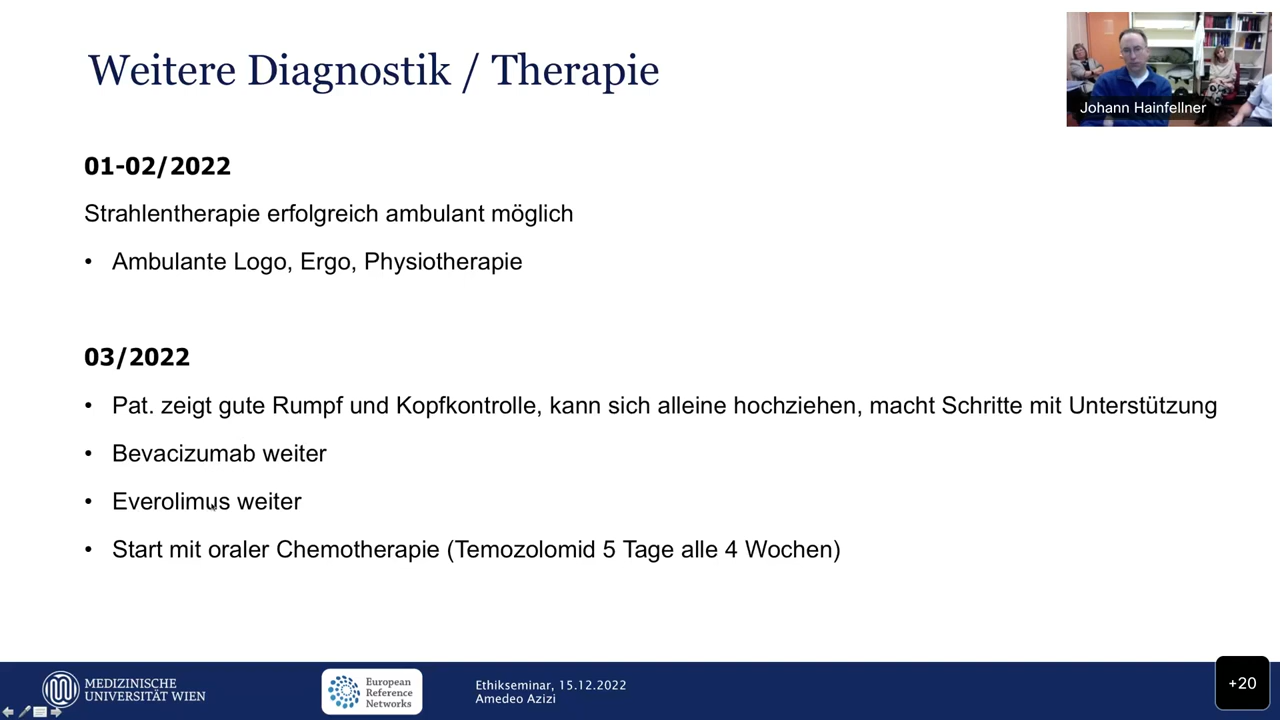 Weitere Diagnostik / Therapie
Johann Hainfellner
01-02/2022
Strahlentherapie erfolgreich ambulant möglich
• Ambulante Logo, Ergo, Physiotherapie
03/2022
• Pat. zeigt gute Rumpf und Kopfkontrolle, kann sich alleine hochziehen, macht Schritte mit Unterstützung
• Bevacizumab weiter
• Everolimus weiter
• Start mit oraler Chemotherapie (Temozolomid 5 Tage alle 4 Wochen)
MEDIZINISCHE
UNIVERSITÄT WIEN
European
Reference
Networks
Ethikseminar, 15.12.2022
Amedeo Azizi
+20